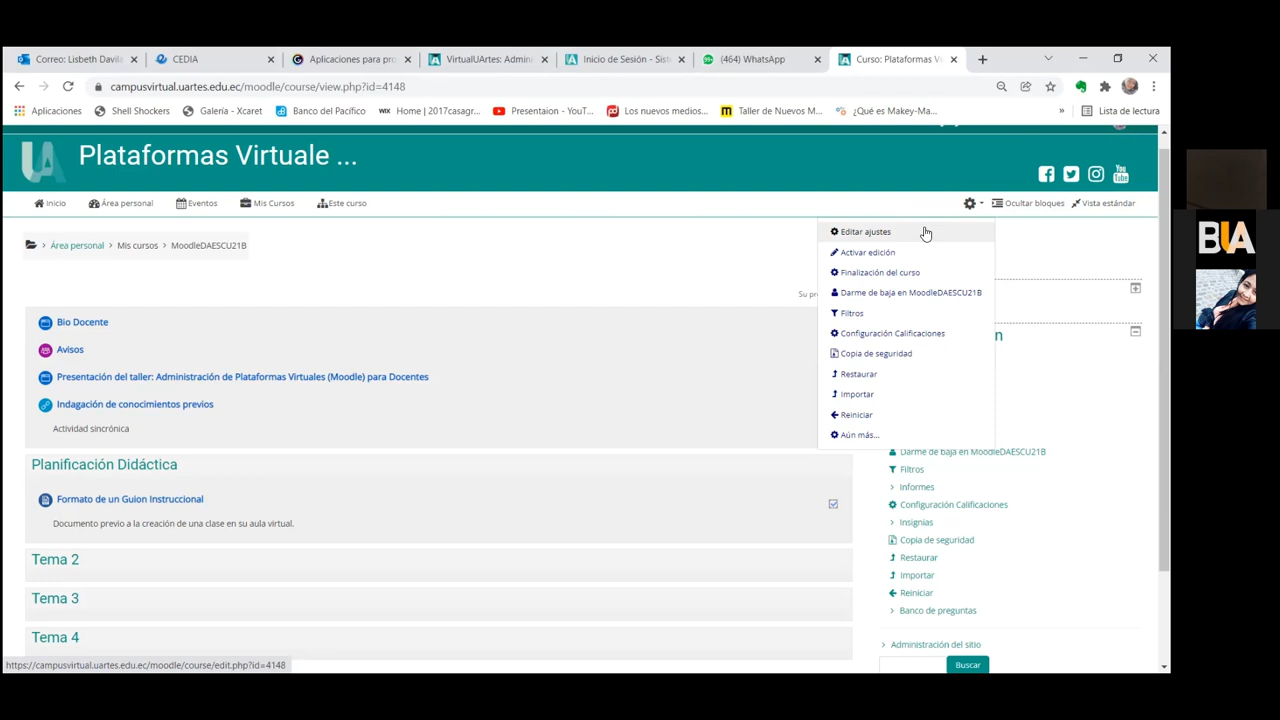 Correo: Lisbeth Davila
CEDIA
Aplicaciones para pro
VirtualUArtes: Admin
Inicio de Sesión - Sist
(464) WhatsApp
Curso: Plataformas Vi
campusvirtual.uartes.edu.ec/moodle/course/view.php?id=4148
Aplicaciones
Shell Shockers
Galería - Xcaret
Banco del Pacífico
WIX Home | 2017casagr...
Presentaion - YouT...
Los nuevos medios...
Taller de Nuevos M...
¿Qué es Makey-Ma...
»
Lista de lectura
UA
Plataformas Virtuale ...
You Tube
Inicio
Área personal
Eventos
Mis Cursos
Este curso
Ocultar bloques
Vista estándar
Área personal > Mis cursos > MoodleDAESCU21B
Editar ajustes
Activar edición
Finalización del curso
Darme de baja en MoodleDAESCU21B
Filtros
Configuración Calificaciones
Copia de seguridad
Restaurar
Importar
Reiniciar
Aún más...
Su pr
Bio Docente
Avisos
Presentación del taller: Administración de Plataformas Virtuales (Moodle) para Docentes
Indagación de conocimientos previos
Actividad sincrónica
Planificación Didáctica
Formato de un Guion Instruccional
Documento previo a la creación de una clase en su aula virtual.
Tema 2
Tema 3
Tema 4
n
Darme de baja en MoodleDAESCU21B
Filtros
Informes
Configuración Calificaciones
Insignias
Copia de seguridad
Restaurar
Importar
Reiniciar
Banco de preguntas
Administración del sitio
Buscar
https://campusvirtual.uartes.edu.ec/moodle/course/edit.php?id=4148